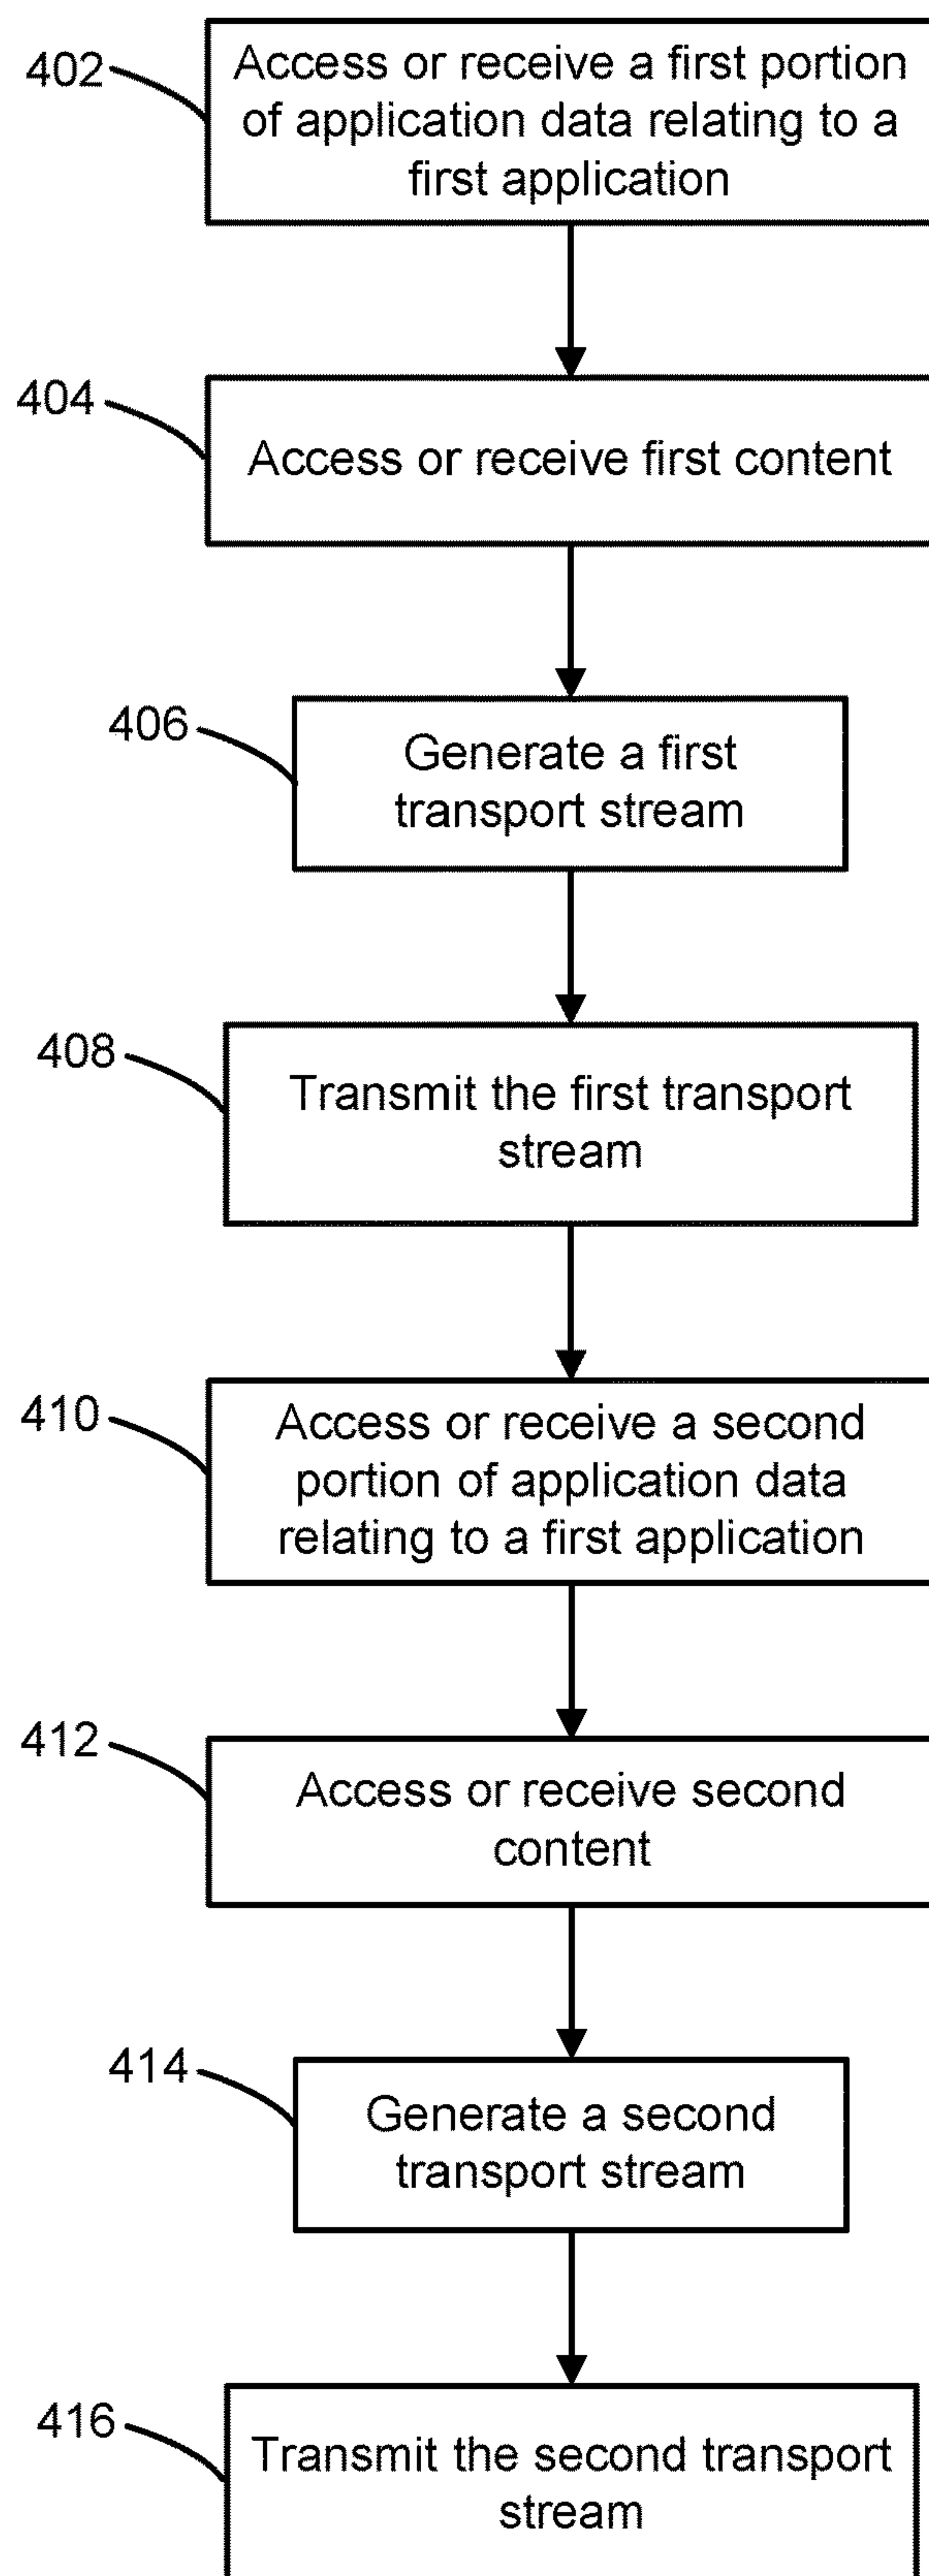 402
Access or receive a first portion
of application data relating to a
first application
404
Access or receive first content
406
Generate a first
transport stream
408
Transmit the first transport
stream
410
Access or receive a second
portion of application data
relating to a first application
412
Access or receive second
content
414
Generate a second
transport stream
416
Transmit the second transport
stream